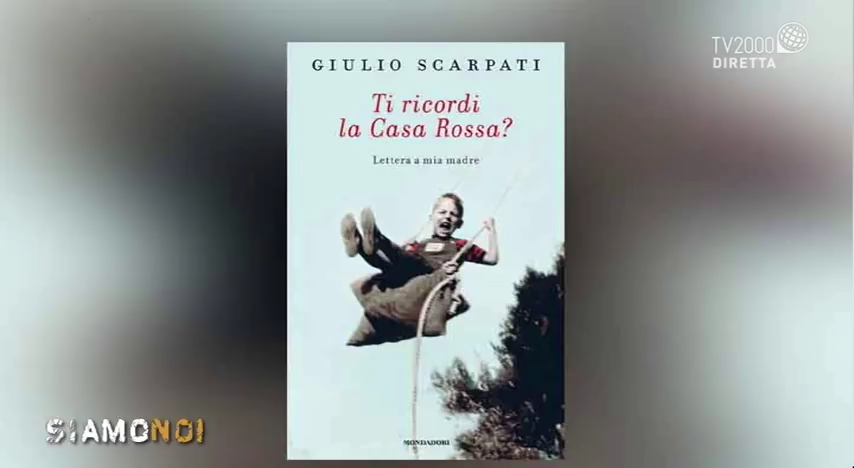 TV2000
DIRETTA
GIULIO SCARPATI
Ti ricordi
la Casa Rossa?
Lettera a mia madre
MONDADORI
SIAMONOI